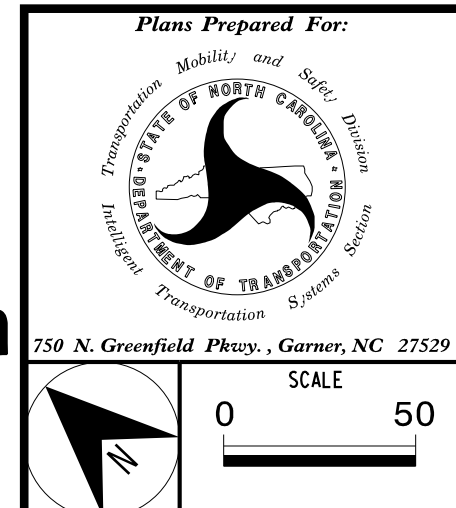 Plans Prepared For:
Transportation Mobility and Safety Division
STATE OF NORTH CAROLINA
DEPARTMENT OF TRANSPORTATION
Intelligent Transportation Systems Section
750 N. Greenfield Pkwy. , Garner, NC 27529
SCALE
0 50
N